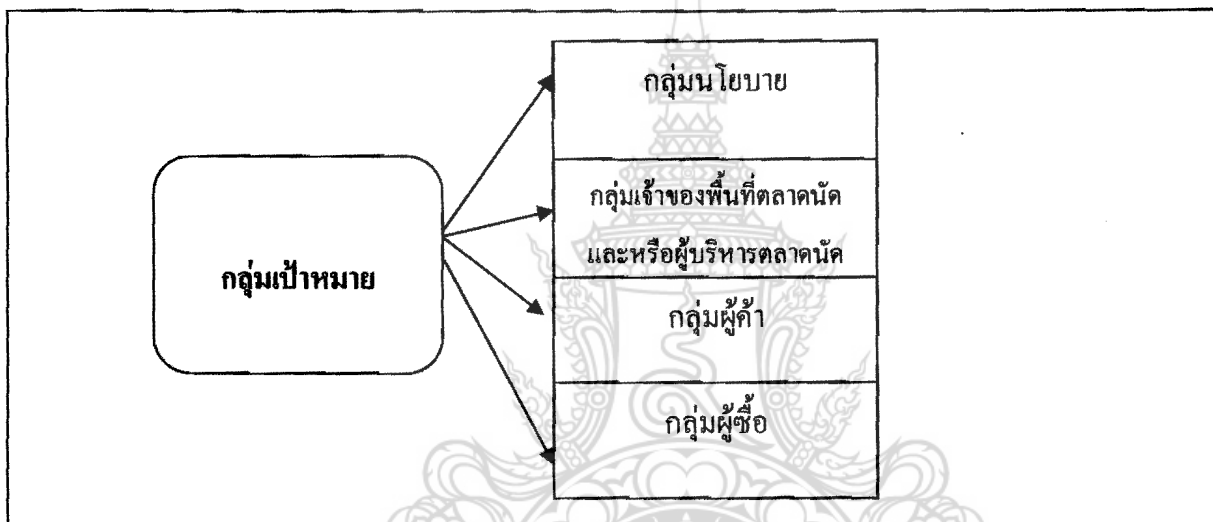 กลุ่มนโยบาย
กลุ่มเจ้าของพื้นที่ตลาดนัด
และหรือผู้บริหารตลาดนัด
กลุ่มเป้าหมาย
กลุ่มผู้ค้า
กลุ่มผู้ซื้อ